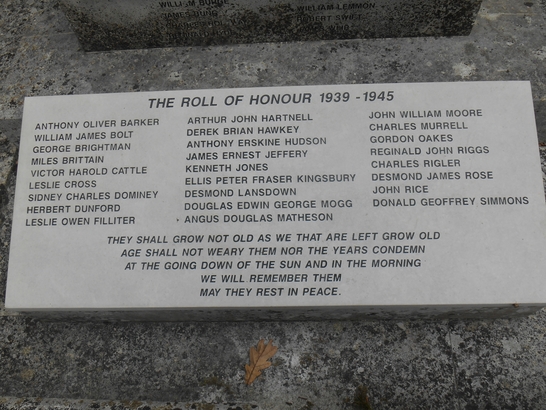 WILLIAM BURGE
WILLIAM LEMMON
JAMES
ROBERT SWIFT
THE ROLL OF HONOUR 1939 - 1945
ANTHONY OLIVER BARKER
WILLIAM JAMES BOLT
GEORGE BRIGHTMAN
MILES BRITTAIN
VICTOR HAROLD CATTLE
LESLIE CROSS
SIDNEY CHARLES DOMINEY
HERBERT DUNFORD
LESLIE OWEN FILLITER
ARTHUR JOHN HARTNELL
DEREK BRIAN HAWKEY
ANTHONY ERSKINE HUDSON
JAMES ERNEST JEFFERY
KENNETH JONES
ELLIS PETER FRASER KINGSBURY
DESMOND LANSDOWN
DOUGLAS EDWIN GEORGE MOGG
ANGUS DOUGLAS MATHESON
JOHN WILLIAM MOORE
CHARLES MURRELL
GORDON OAKES
REGINALD JOHN RIGGS
CHARLES RIGLER
DESMOND JAMES ROSE
JOHN RICE
DONALD GEOFFREY SIMMONS
THEY SHALL GROW NOT OLD AS WE THAT ARE LEFT GROW OLD
AGE SHALL NOT WEARY THEM NOR THE YEARS CONDEMN
AT THE GOING DOWN OF THE SUN AND IN THE MORNING
WE WILL REMEMBER THEM
MAY THEY REST IN PEACE.